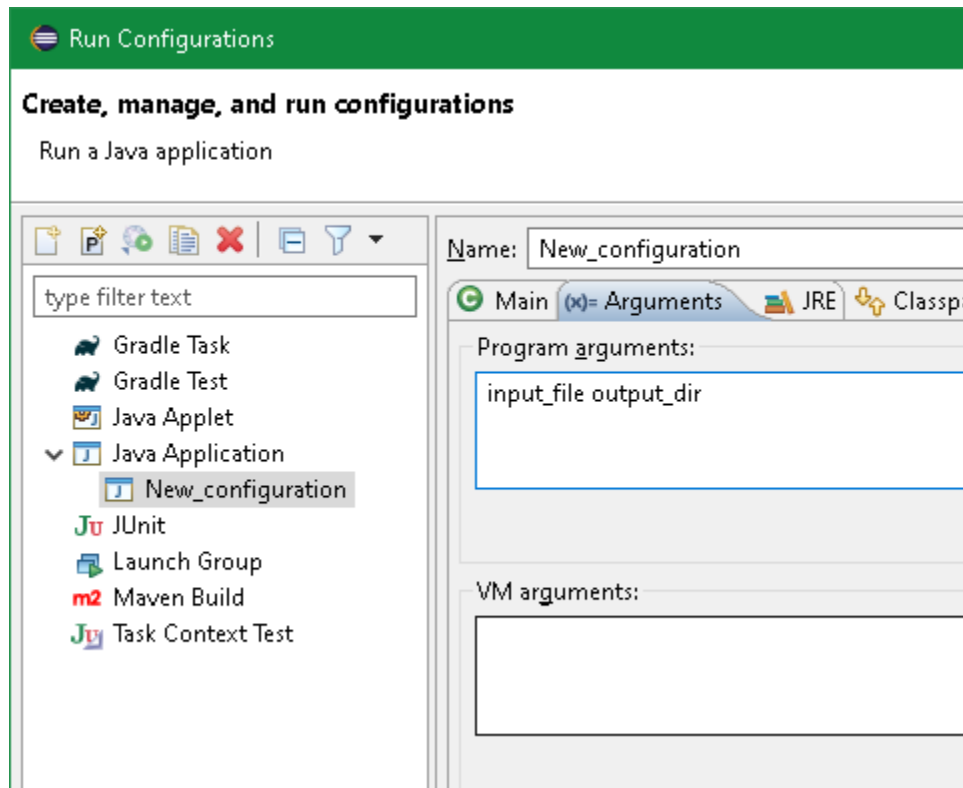 Run Configurations
Create, manage, and run configurations
Run a Java application
P
Name: New_configuration
type filter text
Main (x)= Arguments JRE Classp
Gradle Task
Gradle Test
Java Applet
Java Application
New_configuration
JUnit
Launch Group
m2 Maven Build
Task Context Test
Program arguments:
input_file output_dir
VM arguments: